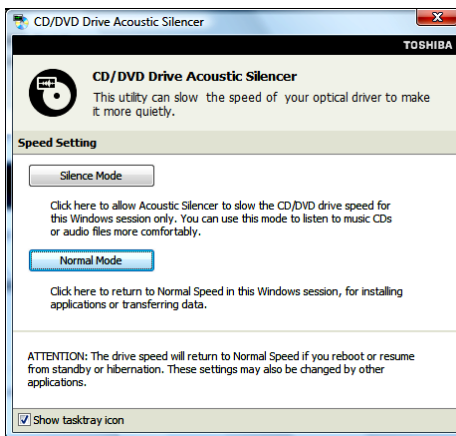 CD/DVD Drive Acoustic Silencer
TOSHIBA
CD/DVD Drive Acoustic Silencer
This utility can slow the speed of your optical driver to make
it more quietly.
Speed Setting
Silence Mode
Click here to allow Acoustic Silencer to slow the CD/DVD drive speed for
this Windows session only. You can use this mode to listen to music CDs
or audio files more comfortably.
Normal Mode
Click here to return to Normal Speed in this Windows session, for installing
applications or transferring data.
ATTENTION: The drive speed will return to Normal Speed if you reboot or resume
from standby or hibernation. These settings may also be changed by other
applications.
Show tasktray icon